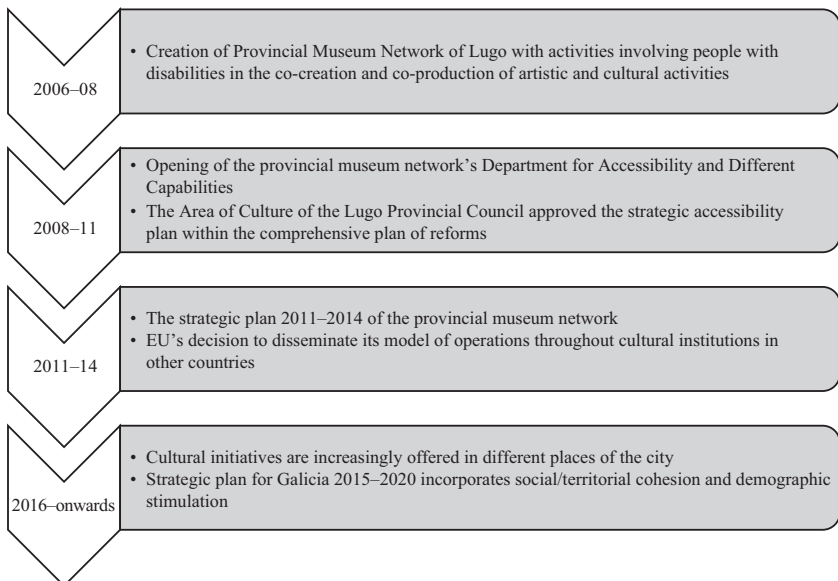 2006–08
• Creation of Provincial Museum Network of Lugo with activities involving people with
disabilities in the co-creation and co-production of artistic and cultural activities
2008–11
• Opening of the provincial museum network's Department for Accessibility and Different
Capabilities
• The Area of Culture of the Lugo Provincial Council approved the strategic accessibility
plan within the comprehensive plan of reforms
2011–14
• The strategic plan 2011–2014 of the provincial museum network
• EU's decision to disseminate its model of operations throughout cultural institutions in
other countries
2016–onwards
• Cultural initiatives are increasingly offered in different places of the city
• Strategic plan for Galicia 2015–2020 incorporates social/territorial cohesion and demographic
stimulation